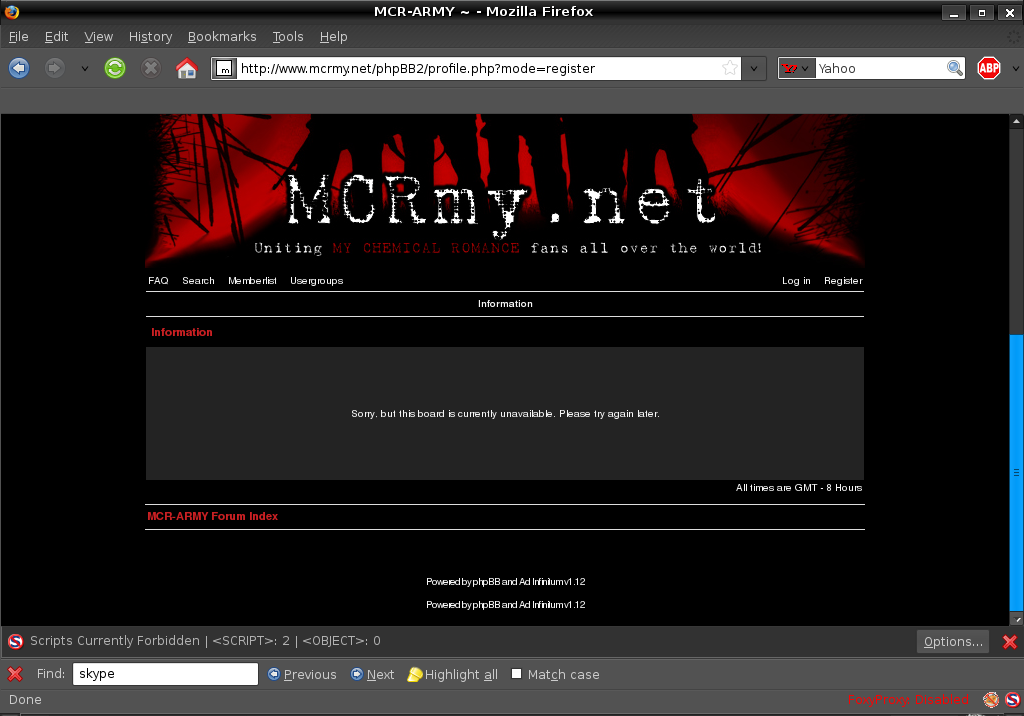 MCR-ARMY ~ - Mozilla Firefox
File Edit View History Bookmarks Tools Help
http://www.mcrmy.net/phpBB2/profile.php?mode=register Yahoo ABP
MCRmy.net
Uniting MY CHEMICAL ROMANCE fans all over the world!
FAQ Search Memberlist Usergroups Log in Register
Information
Information
Sorry, but this board is currently unavailable. Please try again later.
All times are GMT - 8 Hours
MCR-ARMY Forum Index
Powered by phpBB and Ad Infinitum v1.12
Powered by phpBB and Ad Infinitum v1.12
Scripts Currently Forbidden | <SCRIPT>: 2 | <OBJECT>: 0 Options...
Find: skype Previous Next Highlight all Match case
Done